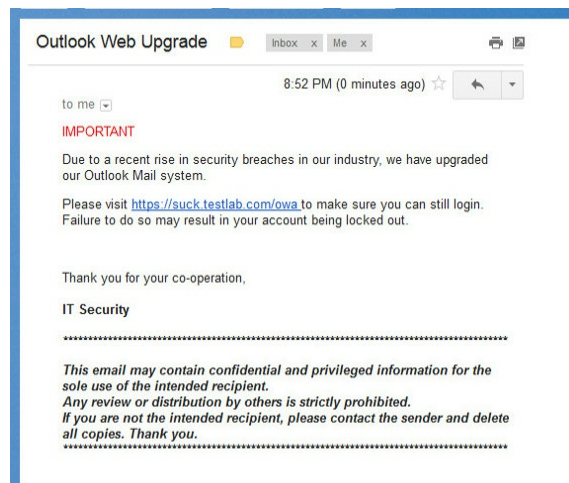 Outlook Web Upgrade Inbox x Me x
8:52 PM (0 minutes ago)
to me
IMPORTANT
Due to a recent rise in security breaches in our industry, we have upgraded
our Outlook Mail system.
Please visit https://suck.testlab.com/owa to make sure you can still login.
Failure to do so may result in your account being locked out.
Thank you for your co-operation,
IT Security
******************************************************************************************
This email may contain confidential and privileged information for the
sole use of the intended recipient.
Any review or distribution by others is strictly prohibited.
If you are not the intended recipient, please contact the sender and delete
all copies. Thank you.
******************************************************************************************